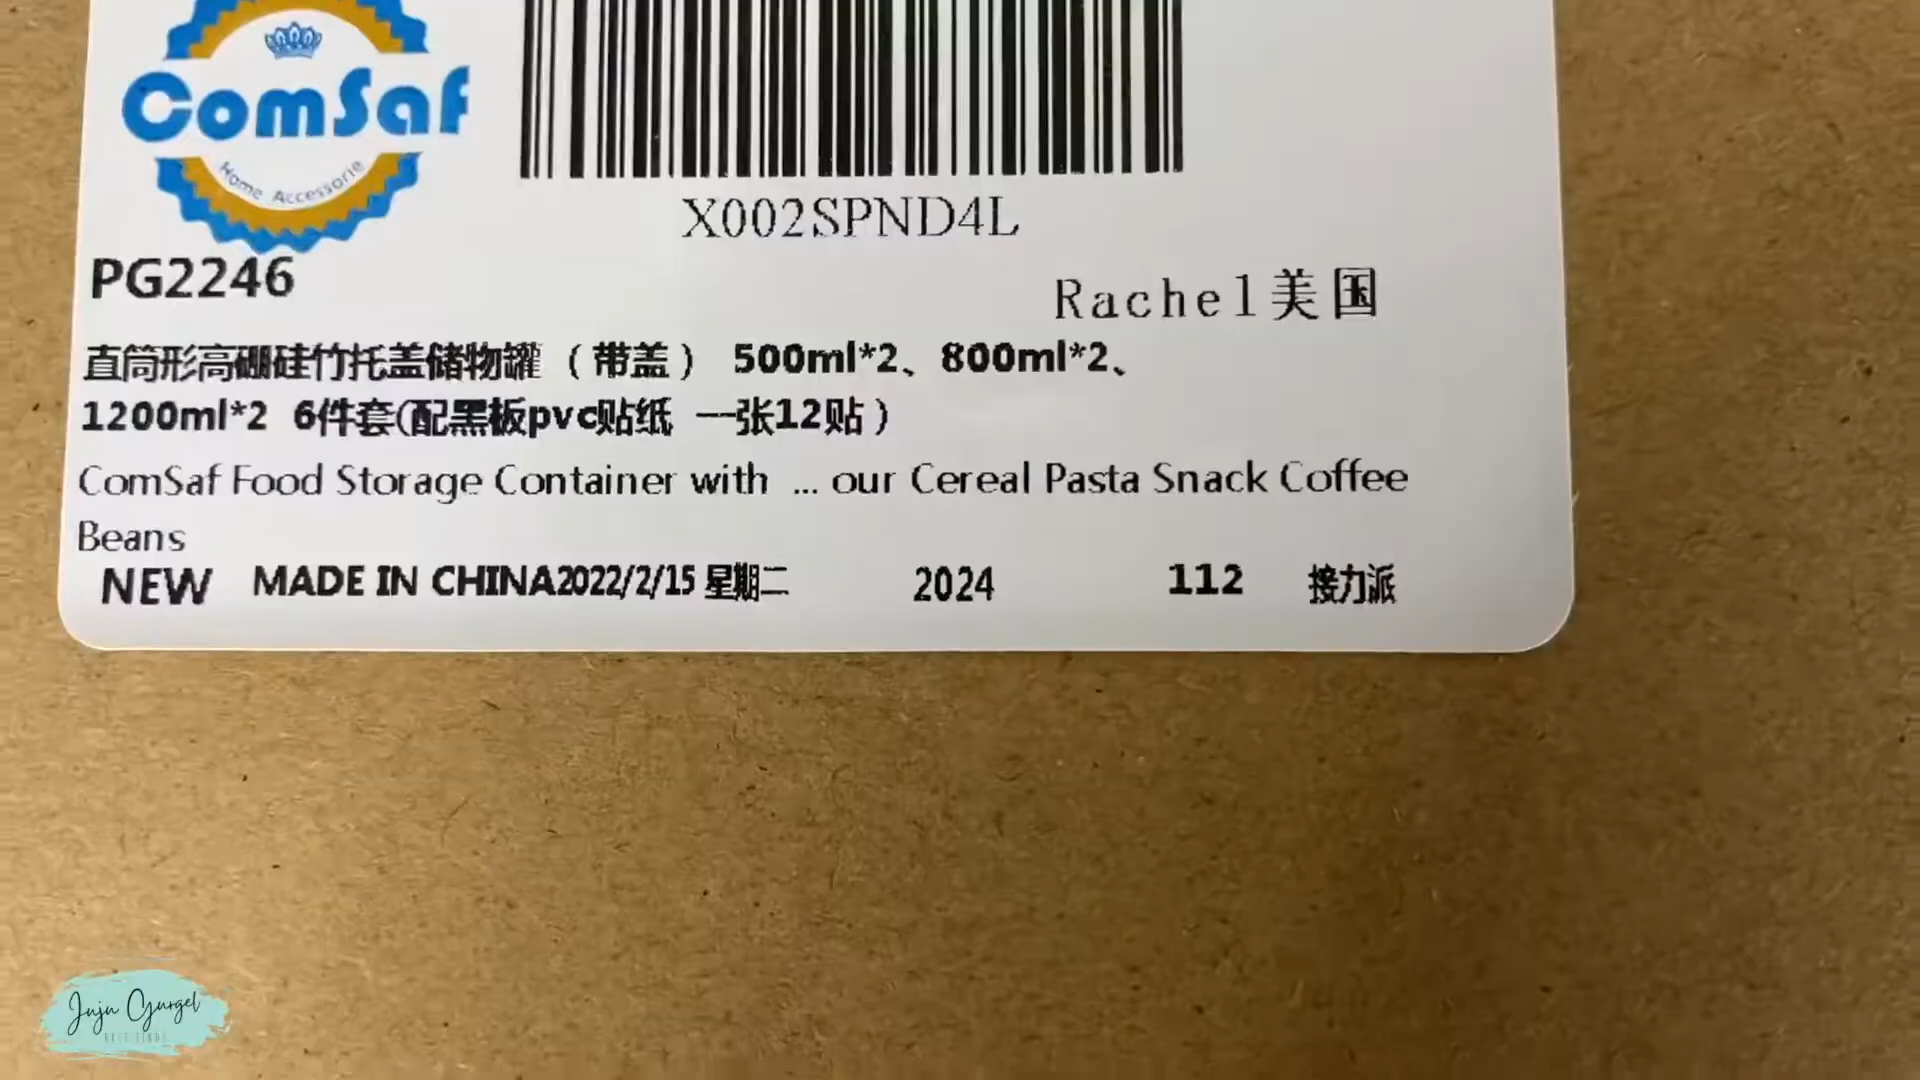 ComSaf
Home Accessorie
X002SPND4L
PG2246
Rachel美国
直筒形高硼硅竹托盖储物罐（带盖） 500ml*2、800ml*2、
1200ml*2 6件套(配黑板pvc贴纸 一张12贴）
ComSaf Food Storage Container with ... our Cereal Pasta Snack Coffee
Beans
NEW MADE IN CHINA2022/2/15 星期二 2024 112 接力派
Juju Gurgel